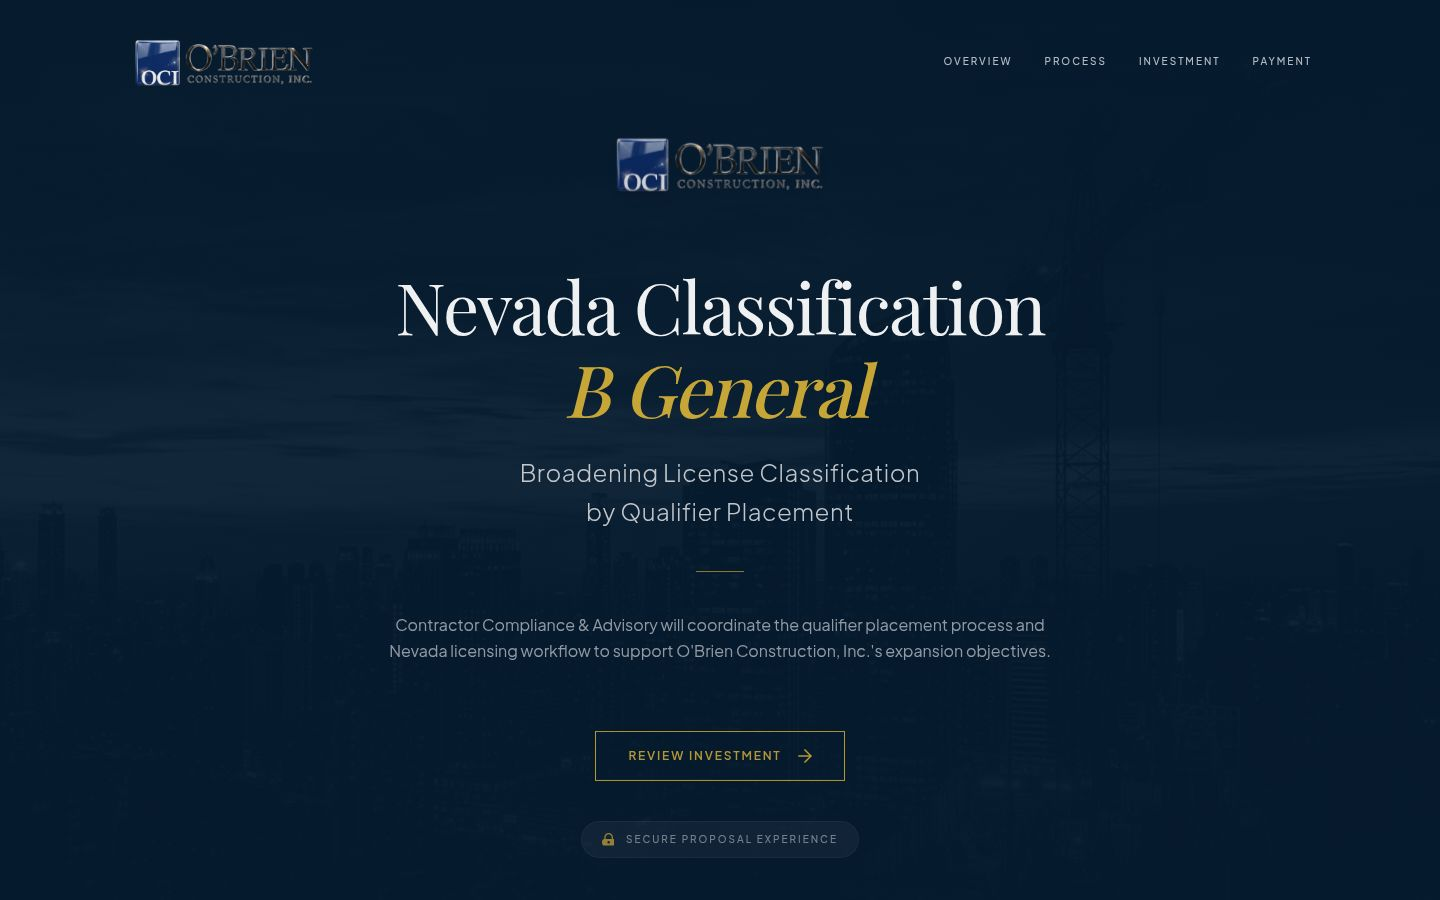 OCI O'BRIEN
CONSTRUCTION, INC.
OVERVIEW PROCESS INVESTMENT PAYMENT
OCI O'BRIEN
CONSTRUCTION, INC.
Nevada Classification
B General
Broadening License Classification
by Qualifier Placement
Contractor Compliance & Advisory will coordinate the qualifier placement process and
Nevada licensing workflow to support O'Brien Construction, Inc.'s expansion objectives.
REVIEW INVESTMENT
SECURE PROPOSAL EXPERIENCE